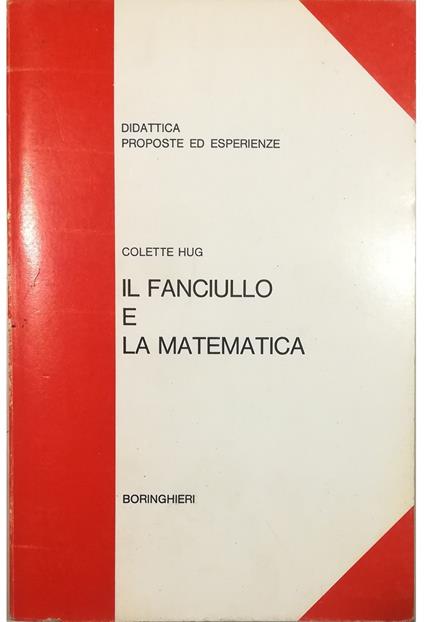 DIDATTICA
PROPOSTE ED ESPERIENZE
COLETTE HUG
IL FANCIULLO
E
LA MATEMATICA
BORINGHIERI